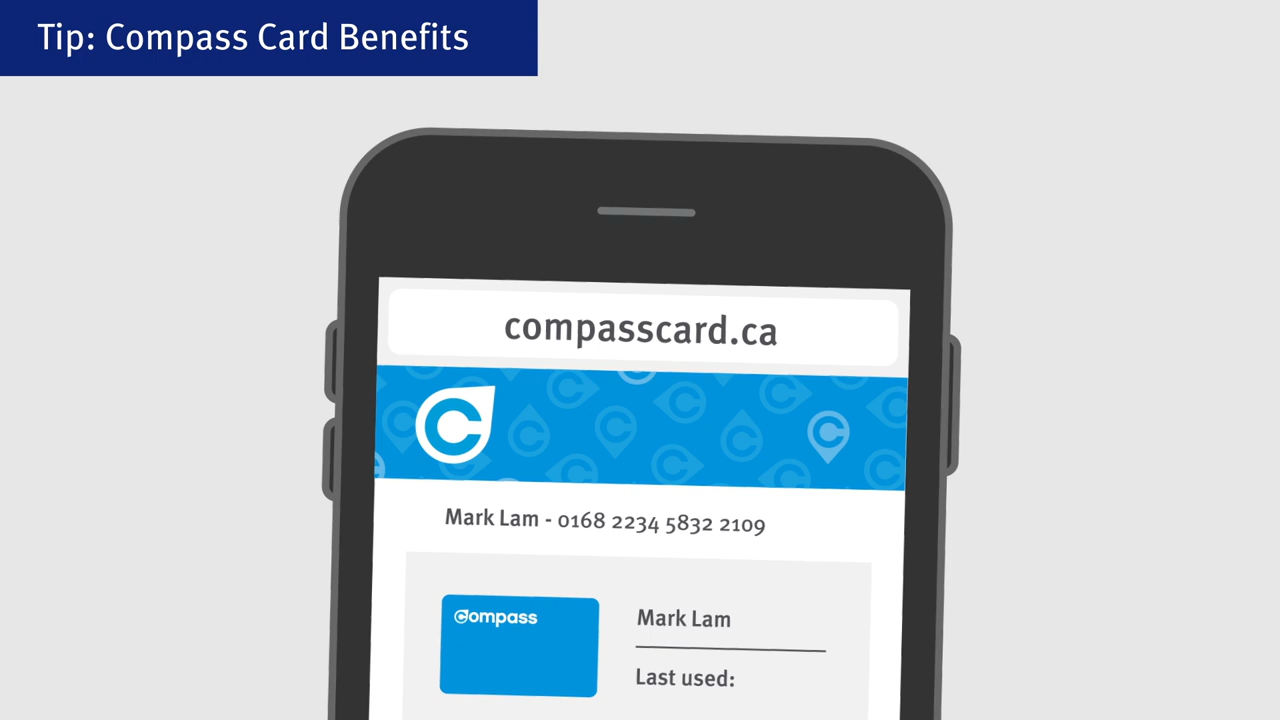 Tip: Compass Card Benefits
compasscard.ca
Mark Lam - 0168 2234 5832 2109
Compass
Mark Lam
Last used: